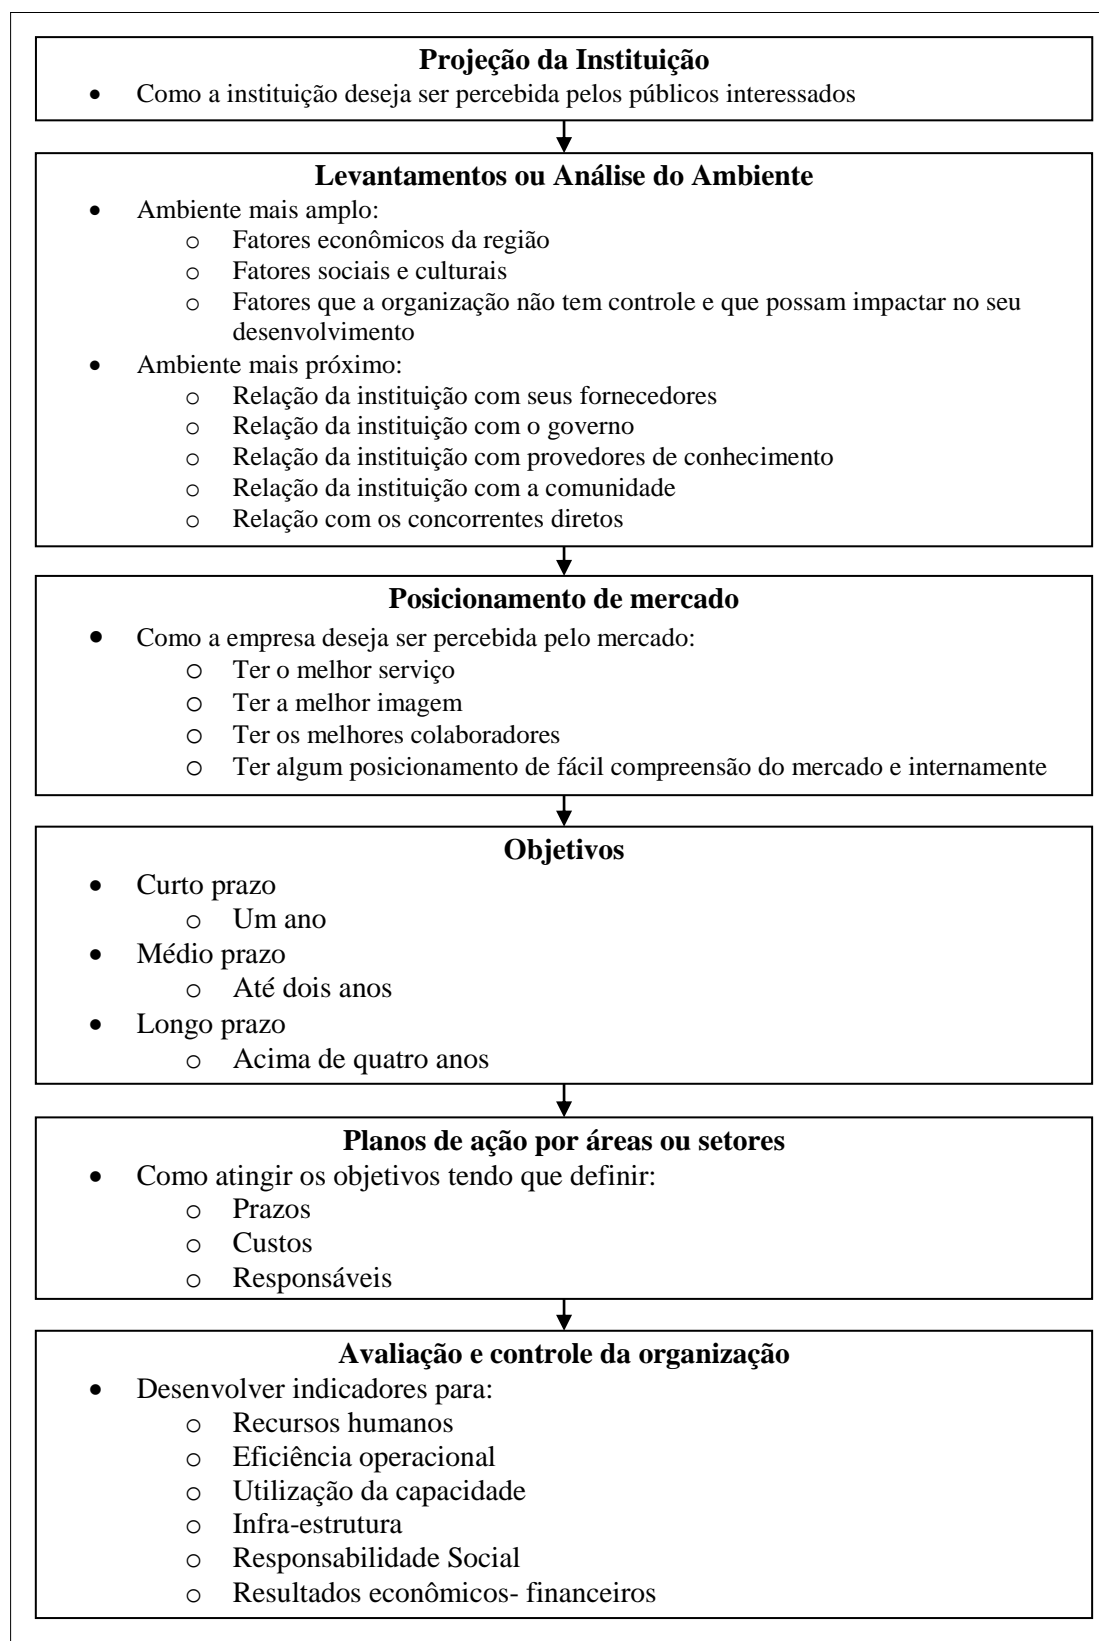 Projeção da Instituição
• Como a instituição deseja ser percebida pelos públicos interessados
Levantamentos ou Análise do Ambiente
• Ambiente mais amplo:
o Fatores econômicos da região
o Fatores sociais e culturais
o Fatores que a organização não tem controle e que possam impactar no seu
desenvolvimento
• Ambiente mais próximo:
o Relação da instituição com seus fornecedores
o Relação da instituição com o governo
o Relação da instituição com provedores de conhecimento
o Relação da instituição com a comunidade
o Relação com os concorrentes diretos
Posicionamento de mercado
• Como a empresa deseja ser percebida pelo mercado:
o Ter o melhor serviço
o Ter a melhor imagem
o Ter os melhores colaboradores
o Ter algum posicionamento de fácil compreensão do mercado e internamente
Objetivos
• Curto prazo
o Um ano
• Médio prazo
o Até dois anos
• Longo prazo
o Acima de quatro anos
Planos de ação por áreas ou setores
• Como atingir os objetivos tendo que definir:
o Prazos
o Custos
o Responsáveis
Avaliação e controle da organização
• Desenvolver indicadores para:
o Recursos humanos
o Eficiência operacional
o Utilização da capacidade
o Infra-estrutura
o Responsabilidade Social
o Resultados econômicos- financeiros